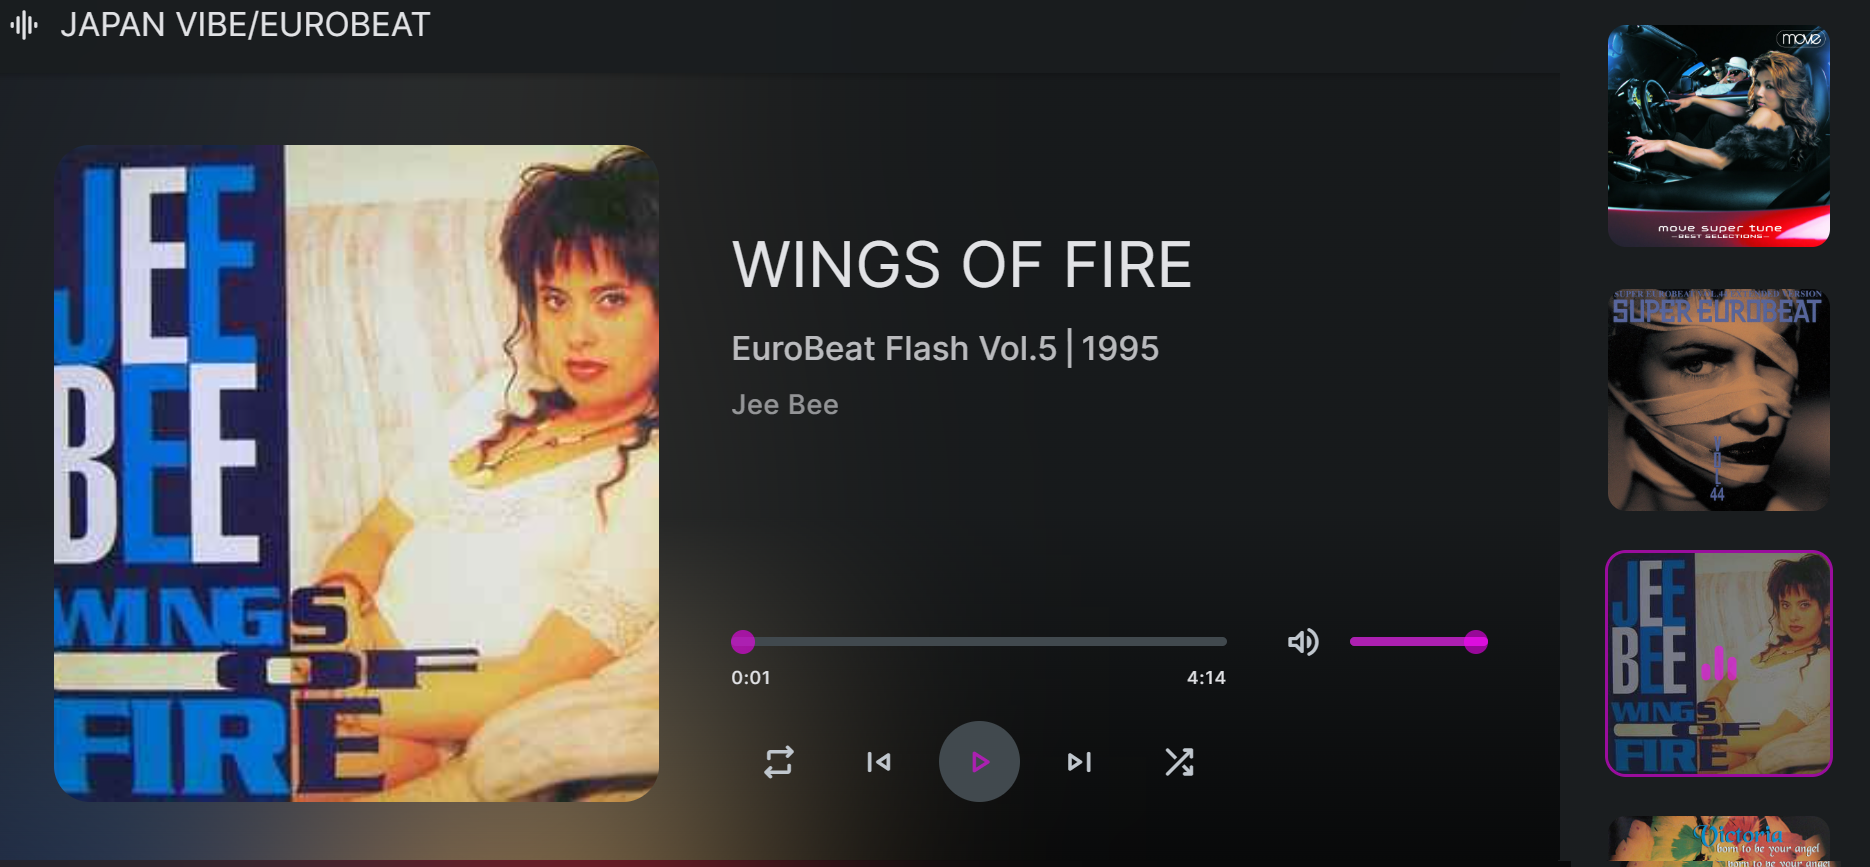 JAPAN VIBE/EUROBEAT
JEE
BEE
WINGS
OF
FIRE
WINGS OF FIRE
EuroBeat Flash Vol.5 | 1995
Jee Bee
0:01
4:14
move
move super tune
–BEST SELECTIONS–
SUPER EUROBEAT VOL.44 EXTENDED VERSION
SUPER EUROBEAT
VOL
44
JEE
BEE
WINGS
OF
FIRE
Victoria
born to be your angel
born to be your angel